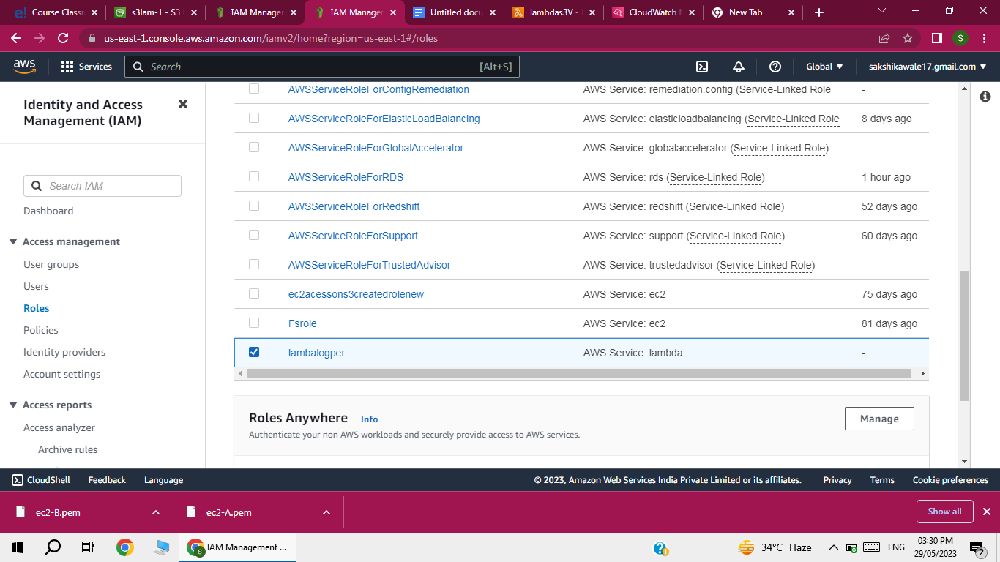 Course Classr
s3lam-1 - S3
IAM Manager
IAM Manager
Untitled docu
lambdas3V -
CloudWatch
New Tab
us-east-1.console.aws.amazon.com/iamv2/home?region=us-east-1#/roles
S
aws
Services
Search
[Alt+S]
Global
sakshikawale17.gmail.com
Identity and Access
Management (IAM)
Search IAM
Dashboard
Access management
User groups
Users
Roles
Policies
Identity providers
Account settings
Access reports
Access analyzer
Archive rules
AWSServiceRoleForConfigRemediation AWS Service: remediation.config (Service-Linked Role -
AWSServiceRoleForElasticLoadBalancing AWS Service: elasticloadbalancing (Service-Linked Role 8 days ago
AWSServiceRoleForGlobalAccelerator AWS Service: globalaccelerator (Service-Linked Role) -
AWSServiceRoleForRDS AWS Service: rds (Service-Linked Role) 1 hour ago
AWSServiceRoleForRedshift AWS Service: redshift (Service-Linked Role) 52 days ago
AWSServiceRoleForSupport AWS Service: support (Service-Linked Role) 60 days ago
AWSServiceRoleForTrustedAdvisor AWS Service: trustedadvisor (Service-Linked Role) -
ec2acessons3createdrolenew AWS Service: ec2 75 days ago
Fsrole AWS Service: ec2 81 days ago
lambalogper AWS Service: lambda -
Roles Anywhere Info
Manage
Authenticate your non AWS workloads and securely provide access to AWS services.
CloudShell Feedback Language © 2023, Amazon Web Services India Private Limited or its affiliates. Privacy Terms Cookie preferences
ec2-B.pem
ec2-A.pem
Show all
IAM Management ...
34°C Haze
ENG
03:30 PM
29/05/2023
2